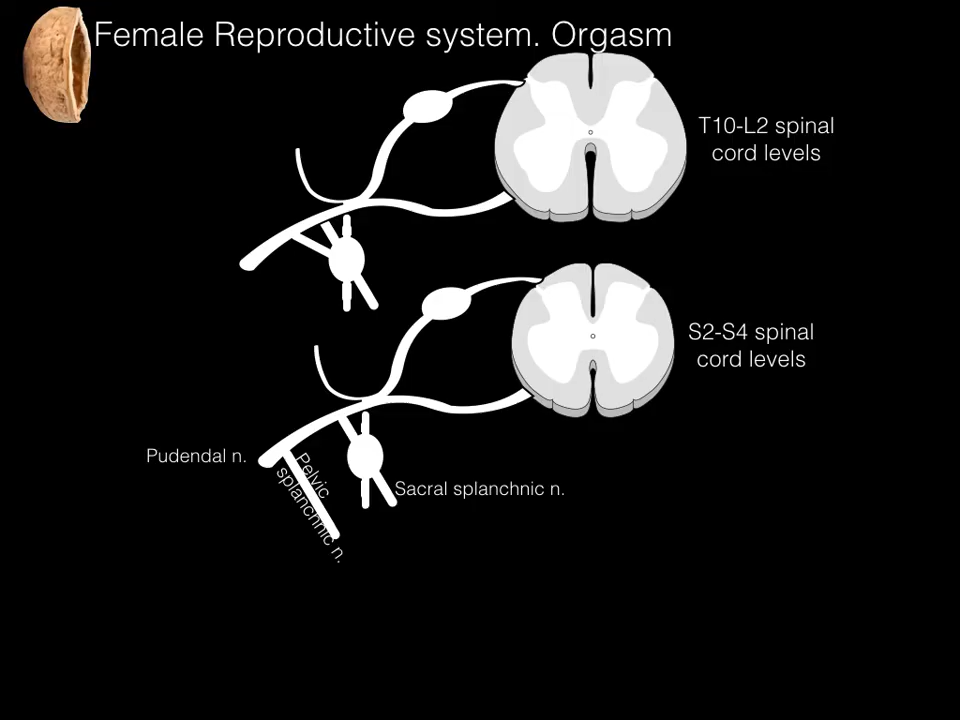 Female Reproductive system. Orgasm
T10-L2 spinal
cord levels
S2-S4 spinal
cord levels
Pudendal n.
Pelvic
splanchnic n.
Sacral splanchnic n.